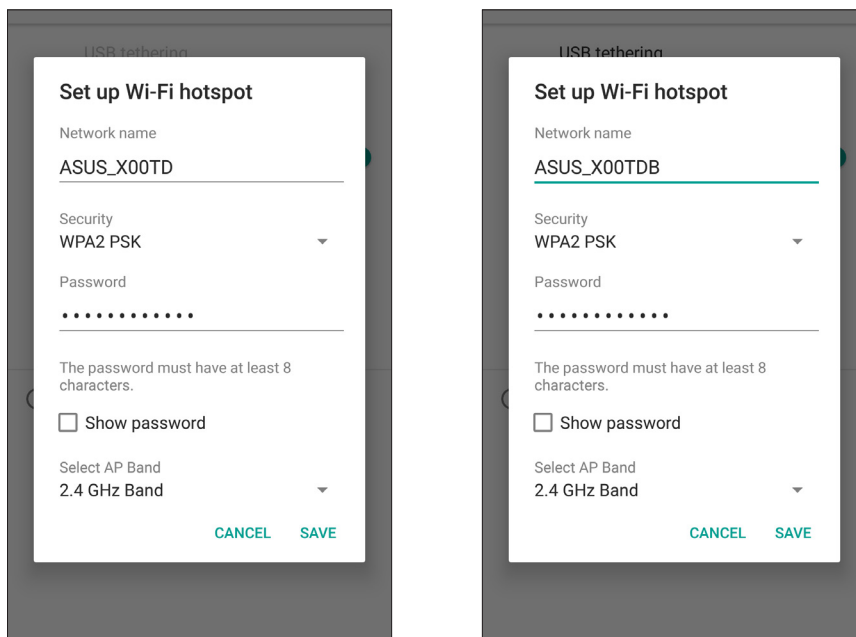 USB tethering
Set up Wi-Fi hotspot
Network name
ASUS_X00TD
Security
WPA2 PSK
Password
••••••••••••
The password must have at least 8
characters.
Show password
Select AP Band
2.4 GHz Band
CANCEL SAVE
USB tethering
Set up Wi-Fi hotspot
Network name
ASUS_X00TDB
Security
WPA2 PSK
Password
••••••••••••
The password must have at least 8
characters.
Show password
Select AP Band
2.4 GHz Band
CANCEL SAVE